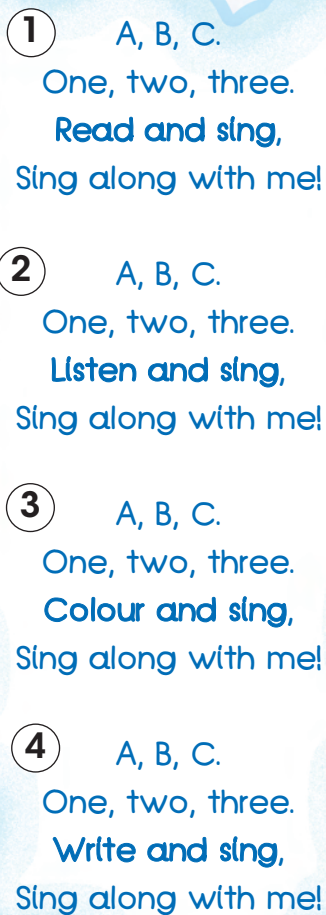 1 A, B, C.
One, two, three.
Read and sing,
Sing along with me!
2 A, B, C.
One, two, three.
Listen and sing,
Sing along with me!
3 A, B, C.
One, two, three.
Colour and sing,
Sing along with me!
4 A, B, C.
One, two, three.
Write and sing,
Sing along with me!